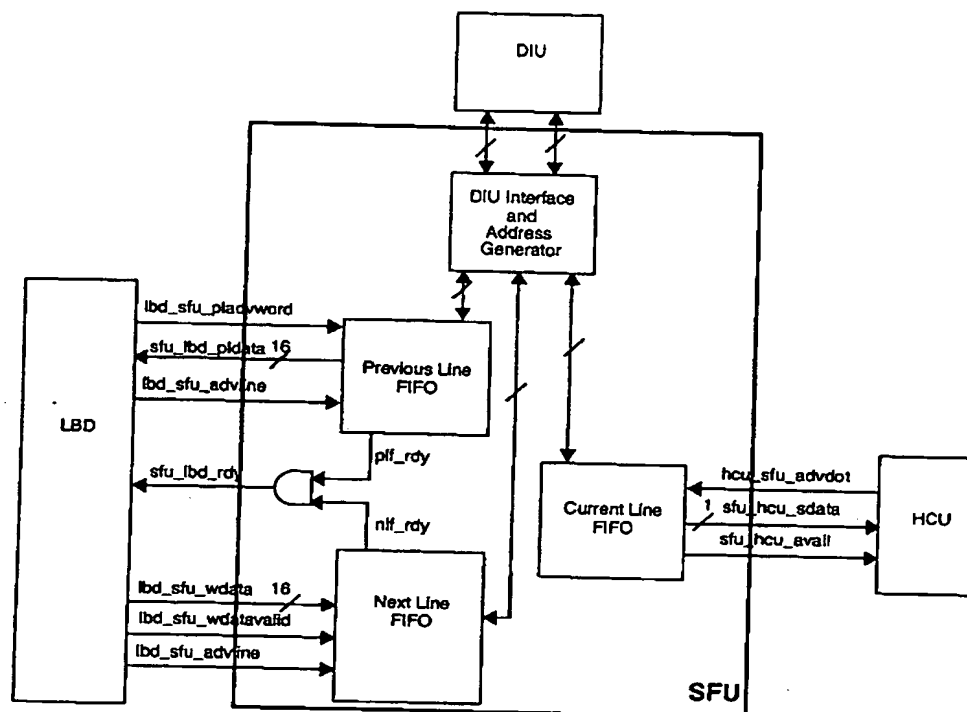 DIU
DIU Interface
and
Address
Generator
lbd_sfu_pladvword
sfu_lbd_pldata
16
lbd_sfu_advline
Previous Line
FIFO
LBD
plf_rdy
sfu_lbd_rdy
nlf_rdy
hcu_sfu_advdot
1
sfu_hcu_sdata
sfu_hcu_avail
Current Line
FIFO
HCU
lbd_sfu_wdata
16
lbd_sfu_wdatavalid
lbd_sfu_advline
Next Line
FIFO
SFU